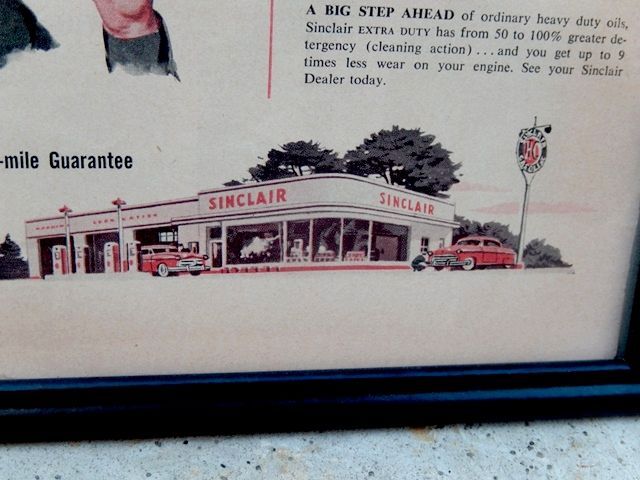 A BIG STEP AHEAD of ordinary heavy duty oils,
Sinclair EXTRA DUTY has from 50 to 100% greater de-
tergency (cleaning action)...and you get up to 9
times less wear on your engine. See your Sinclair
Dealer today.
-mile Guarantee
SINCLAIR
SINCLAIR
LUBRICATION